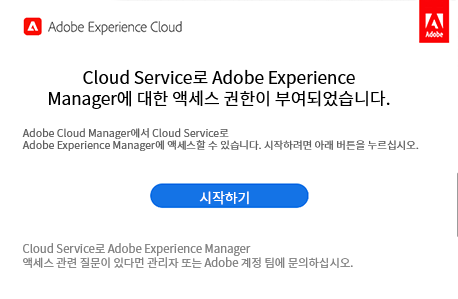 Adobe Experience Cloud
Adobe
Cloud Service로 Adobe Experience
Manager에 대한 액세스 권한이 부여되었습니다.
Adobe Cloud Manager에서 Cloud Service로
Adobe Experience Manager에 액세스할 수 있습니다. 시작하려면 아래 버튼을 누르십시오.
시작하기
Cloud Service로 Adobe Experience Manager
액세스 관련 질문이 있다면 관리자 또는 Adobe 계정 팀에 문의하십시오.